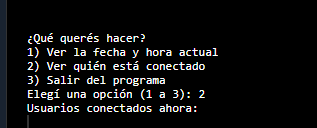 ¿Qué querés hacer?
1) Ver la fecha y hora actual
2) Ver quién está conectado
3) Salir del programa
Elegí una opción (1 a 3): 2
Usuarios conectados ahora: